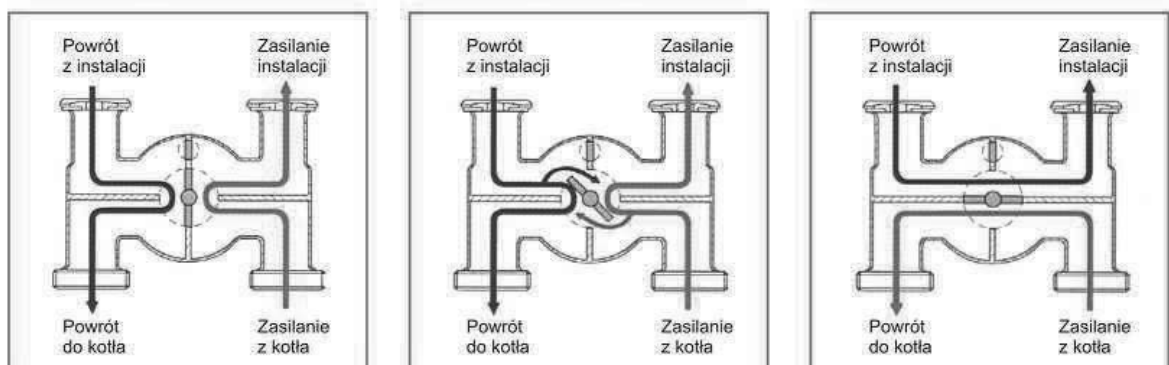 Powrót
z instalacji
Zasilanie
instalacji
Powrót
do kotła
Zasilanie
z kotła
Powrót
z instalacji
Zasilanie
instalacji
Powrót
do kotła
Zasilanie
z kotła
Powrót
z instalacji
Zasilanie
instalacji
Powrót
do kotła
Zasilanie
z kotła